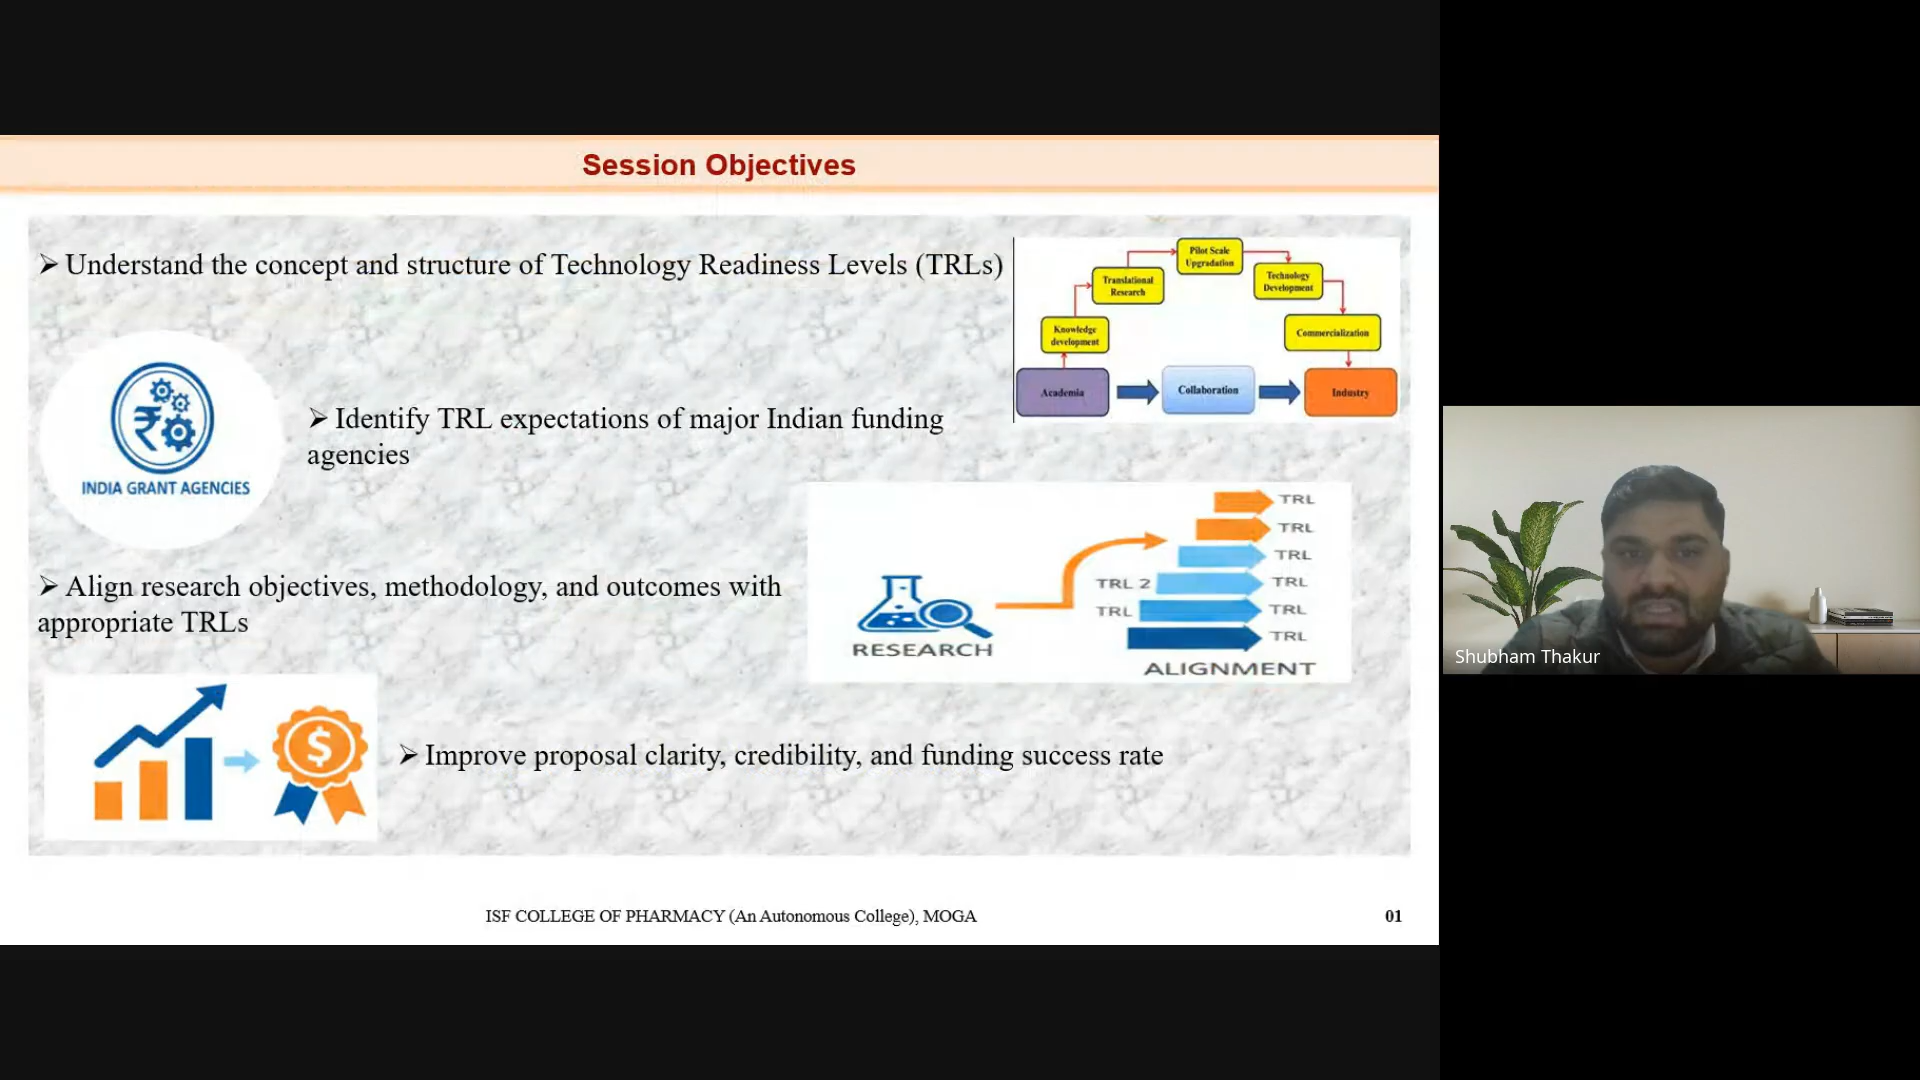 Session Objectives
➢ Understand the concept and structure of Technology Readiness Levels (TRLs)
Pilot Scale
Upgradation
Translational
Research
Technology
Development
Knowledge
development
Commercialization
Academia
Collaboration
Industry
INDIA GRANT AGENCIES
➢ Identify TRL expectations of major Indian funding
agencies
➢ Align research objectives, methodology, and outcomes with
appropriate TRLs
RESEARCH
TRL
TRL
TRL
TRL 2
TRL
TRL
TRL
TRL
ALIGNMENT
$
➢ Improve proposal clarity, credibility, and funding success rate
Shubham Thakur
ISF COLLEGE OF PHARMACY (An Autonomous College), MOGA
01